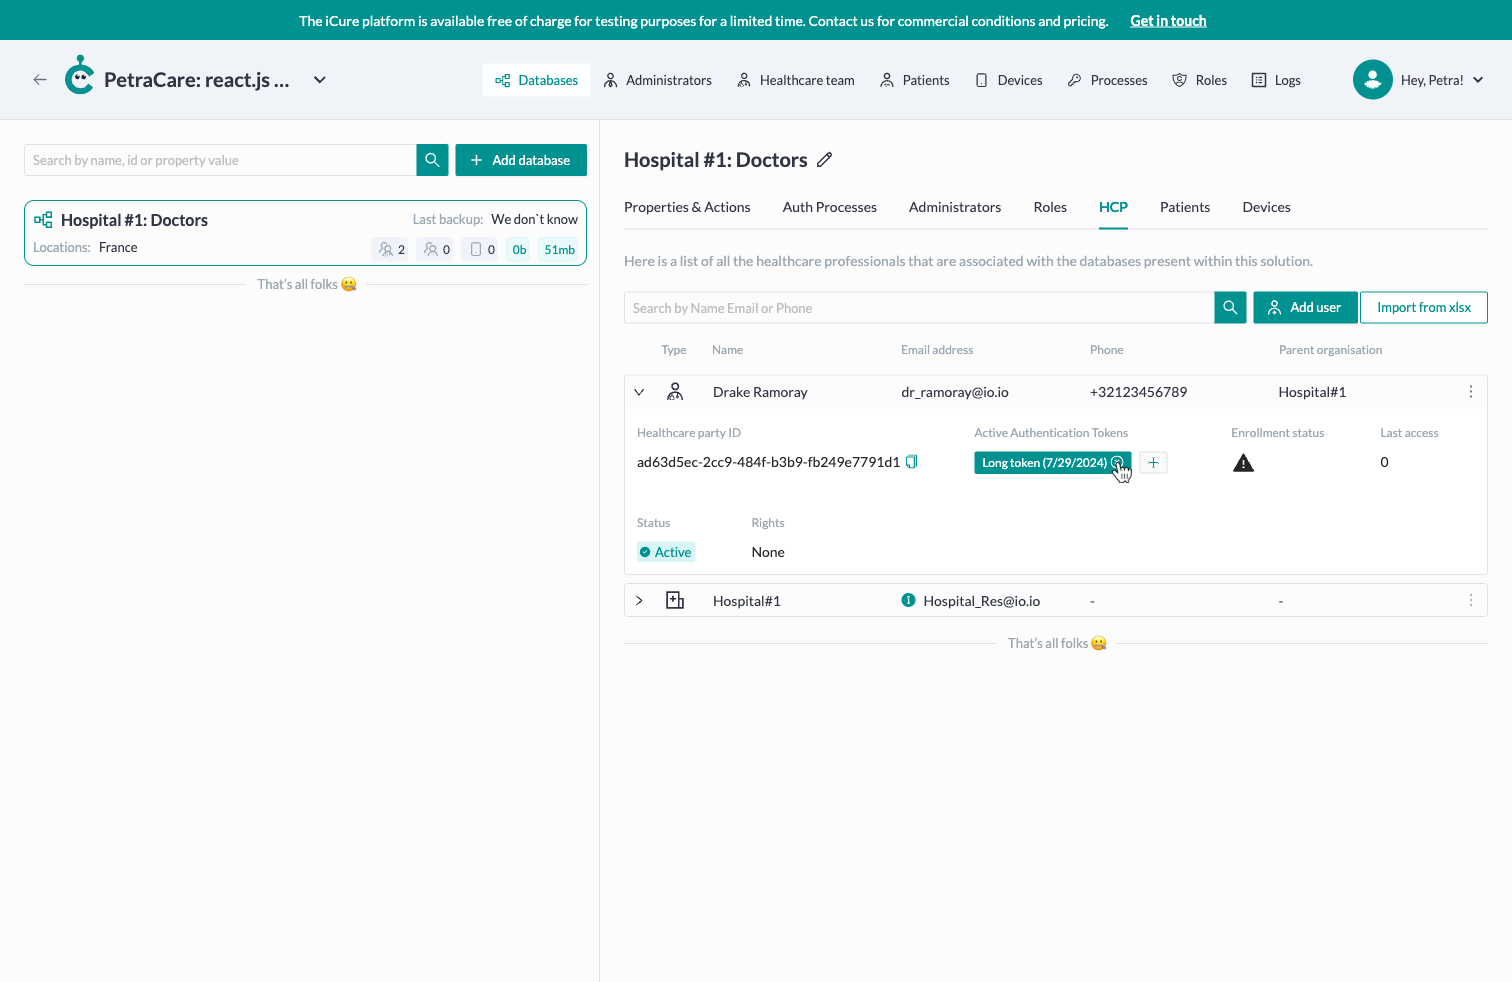 The iCure platform is available free of charge for testing purposes for a limited time. Contact us for commercial conditions and pricing. Get in touch
PetraCare: react.js ...
Databases Administrators Healthcare team Patients Devices Processes Roles Logs
Hey, Petra!
Search by name, id or property value
Add database
Hospital #1: Doctors
Last backup: We don`t know
Locations: France
2 0 0 0b 51mb
That's all folks
Hospital #1: Doctors
Properties & Actions Auth Processes Administrators Roles HCP Patients Devices
Here is a list of all the healthcare professionals that are associated with the databases present within this solution.
Search by Name Email or Phone
Add user
Import from xlsx
Type Name Email address Phone Parent organisation
Drake Ramoray dr_ramoray@io.io +32123456789 Hospital#1
Healthcare party ID Active Authentication Tokens Enrollment status Last access
ad63d5ec-2cc9-484f-b3b9-fb249e7791d1 Long token (7/29/2024) 0
Status Rights
Active None
Hospital#1 Hospital_Res@io.io - -
That's all folks